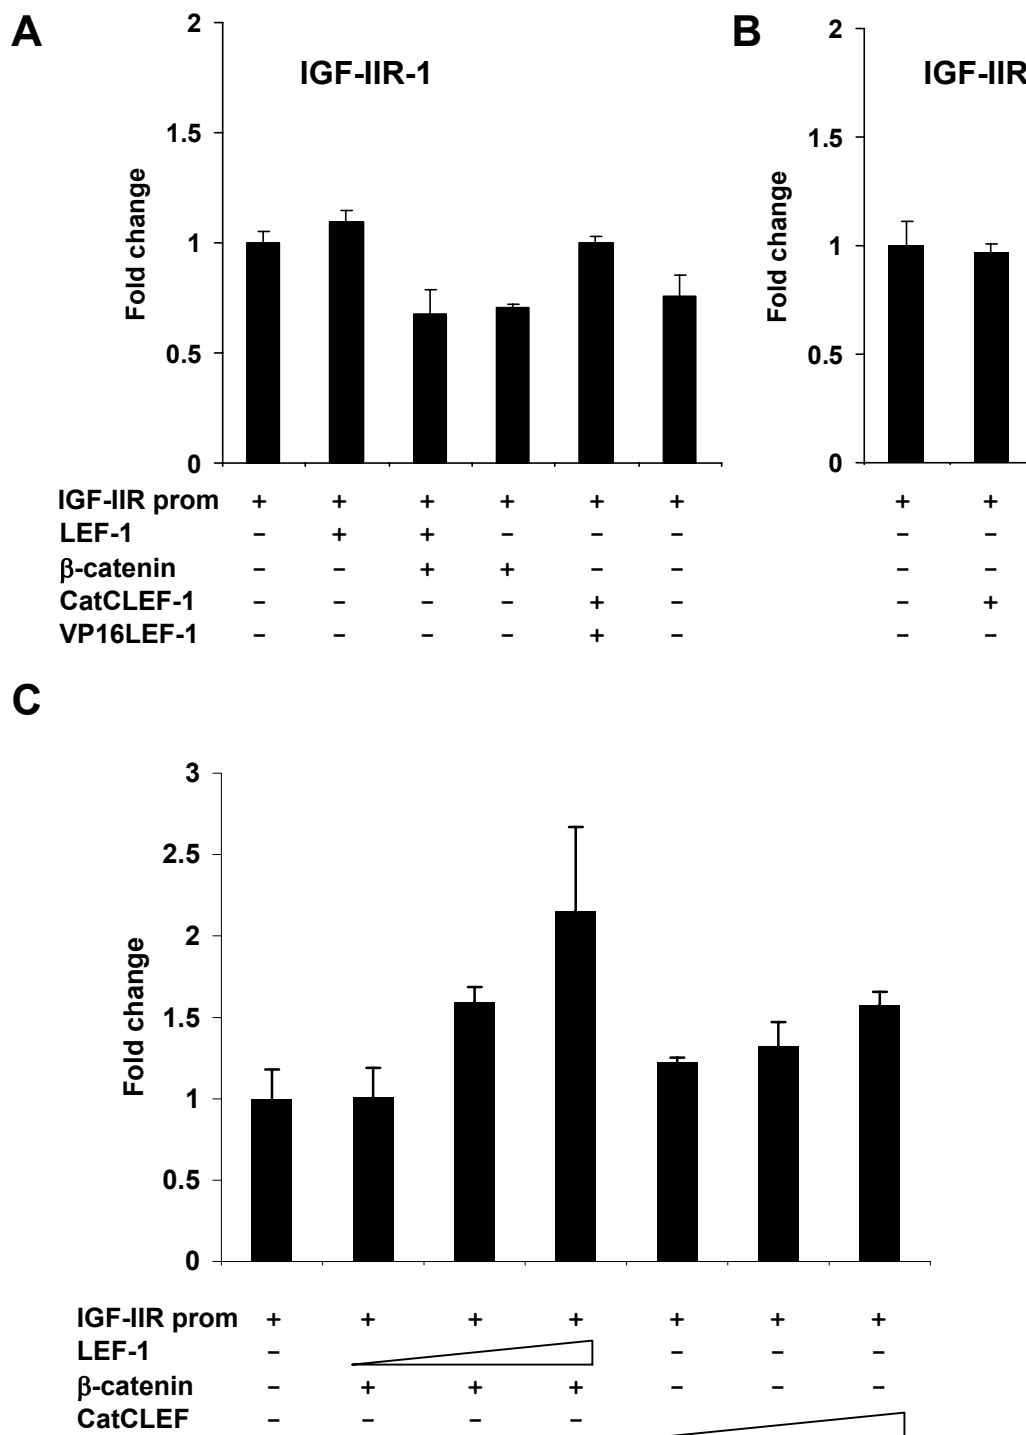 A
IGF-IIR-1
2
1.5
1
0.5
0
Fold change
IGF-IIR prom + + + + + +
LEF-1 – + + – – –
β-catenin – – + + – –
CatCLEF-1 – – – – + –
VP16LEF-1 – – – – + –
B
IGF-IIR
2
1.5
1
0.5
0
Fold change
+ +
– –
– –
– +
– –
C
3
2.5
2
1.5
1
0.5
0
Fold change
IGF-IIR prom + + + + + + +
LEF-1 – – – –
β-catenin – + + + – – –
CatCLEF – – – –